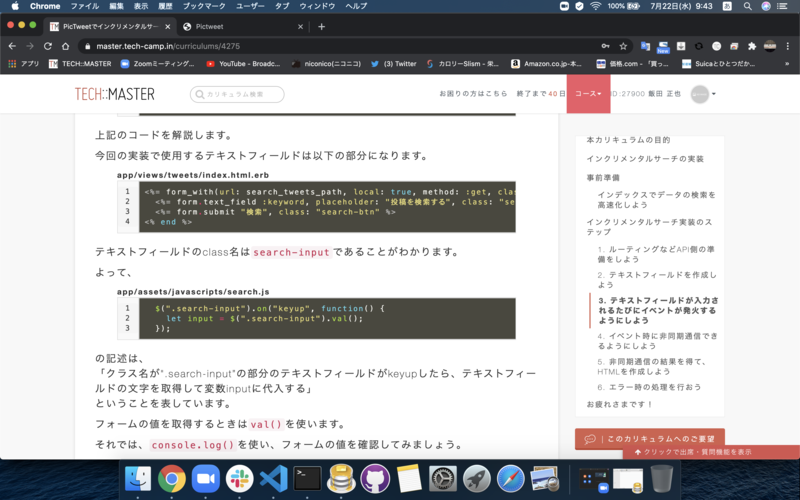 Chrome ファイル 編集 表示 履歴 ブックマーク ユーザー タブ ウィンドウ ヘルプ 100% 7月22日(水) 9:43 あ
PicTweetでインクリメンタルサー
Pictweet
master.tech-camp.in/curriculums/4275
New
アプリ TECH::MASTER Zoomミーティング... YouTube - Broadc... niconico(ニコニコ) (3) Twitter カロリーSlism - 栄... Amazon.co.jp-本... 価格.com - 「買っ... Suicaとひとつだか... »
TECH::MASTER カリキュラム検索 お困りの方はこちら 終了まで40日 コース ID:27900 飯田 正也
上記のコードを解説します。
今回の実装で使用するテキストフィールドは以下の部分になります。
app/views/tweets/index.html.erb
1 <%= form_with(url: search_tweets_path, local: true, method: :get, clas
2 <%= form.text_field :keyword, placeholder: "投稿を検索する", class: "se
3 <%= form.submit "検索", class: "search-btn" %>
4 <% end %>
テキストフィールドのclass名はsearch-inputであることがわかります。
よって、
app/assets/javascripts/search.js
1 $(".search-input").on("keyup", function() {
2 let input = $(".search-input").val();
3 });
の記述は、
「クラス名が".search-input"の部分のテキストフィールドがkeyupしたら、テキストフィー
ルドの文字を取得して変数inputに代入する」
ということを表しています。
フォームの値を取得するときはval()を使います。
それでは、console.log()を使い、フォームの値を確認してみましょう。
本カリキュラムの目的
インクリメンタルサーチの実装
事前準備
インデックスでデータの検索を
高速化しよう
インクリメンタルサーチ実装のス
テップ
1. ルーティングなどAPI側の準
備をしよう
2. テキストフィールドを作成し
よう
3. テキストフィールドが入力さ
れるたびにイベントが発火する
ようにしよう
4. イベント時に非同期通信でき
るようにしよう
5. 非同期通信の結果を得て、
HTMLを作成しよう
6. エラー時の処理を行おう
お疲れさまです！
このカリキュラムへのご要望
クリックで出席・質問機能を表示